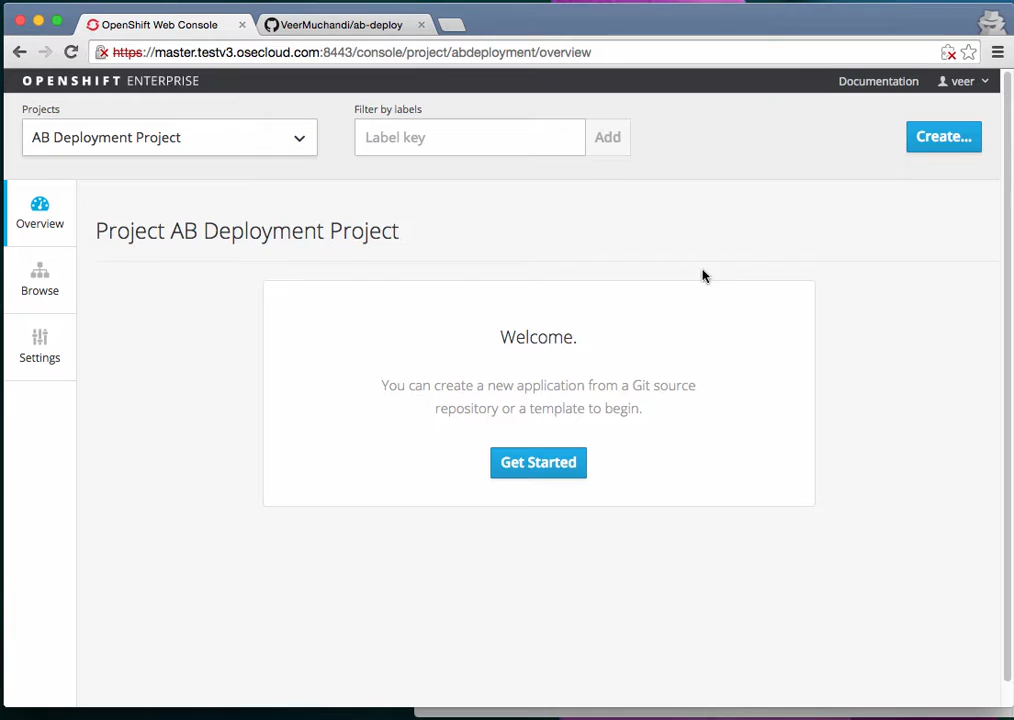 OpenShift Web Console
VeerMuchandi/ab-deploy
https://master.testv3.osecloud.com:8443/console/project/abdeployment/overview
OPENSHIFT ENTERPRISE
Documentation
veer
Projects
Filter by labels
AB Deployment Project
Label key
Add
Create...
Overview
Browse
Settings
Project AB Deployment Project
Welcome.
You can create a new application from a Git source
repository or a template to begin.
Get Started